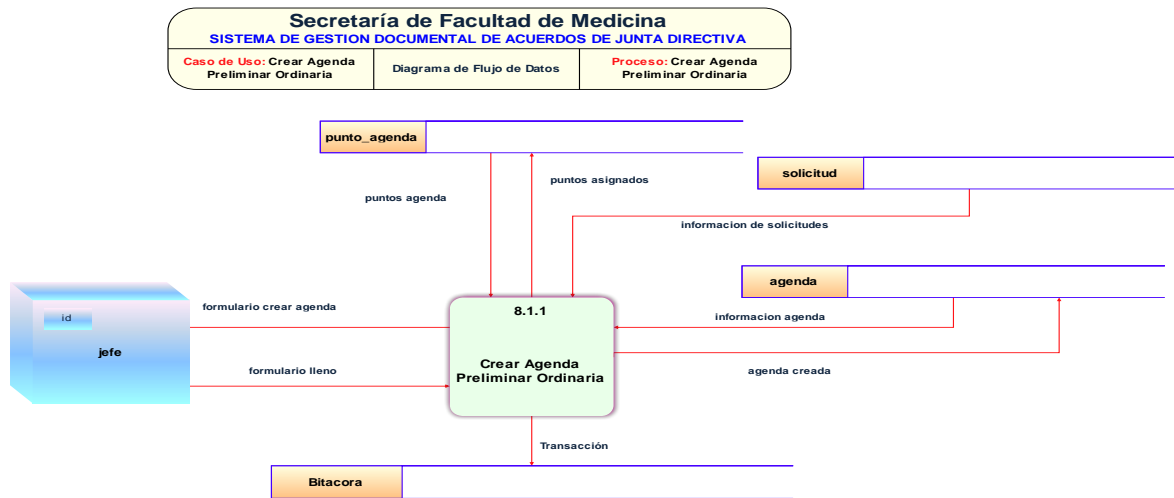 Secretaría de Facultad de Medicina
SISTEMA DE GESTION DOCUMENTAL DE ACUERDOS DE JUNTA DIRECTIVA
Caso de Uso: Crear Agenda
Preliminar Ordinaria
Diagrama de Flujo de Datos
Proceso: Crear Agenda
Preliminar Ordinaria
punto_agenda
solicitud
puntos asignados
puntos agenda
informacion de solicitudes
agenda
formulario crear agenda
8.1.1
informacion agenda
id
jefe
Crear Agenda
Preliminar Ordinaria
formulario lleno
agenda creada
Transacción
Bitacora